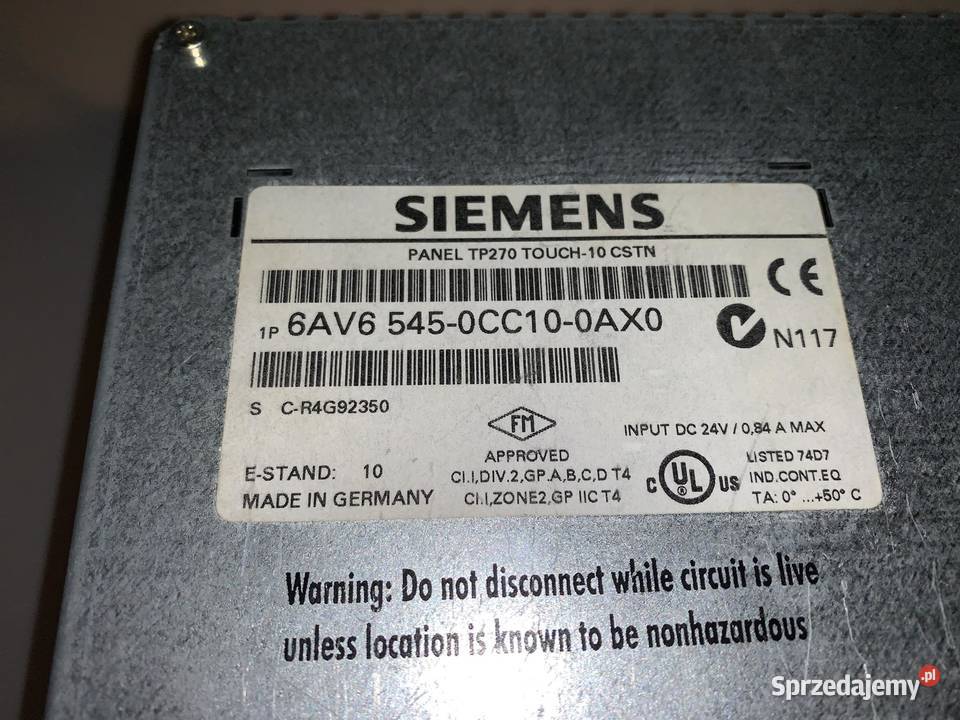 SIEMENS
PANEL TP270 TOUCH-10 CSTN
CE
1P 6AV6 545-0CC10-0AX0
N117
S C-R4G92350
FM
INPUT DC 24V / 0,84 A MAX
APPROVED
CI.I,DIV.2,GP.A,B,C,D T4
CI.I,ZONE2,GP IIC T4
E-STAND: 10
MADE IN GERMANY
C UL ® US
LISTED 74D7
IND.CONT.EQ
TA: 0° ...+50° C
Warning: Do not disconnect while circuit is live
unless location is known to be nonhazardous
Sprzedajemy.pl